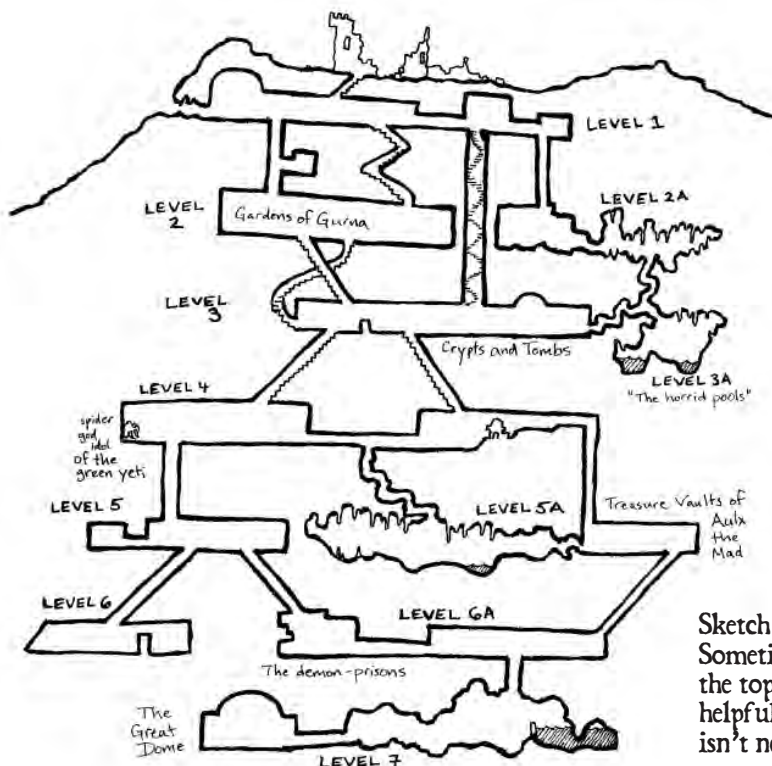 LEVEL 1
LEVEL 2A
LEVEL
2
Gardens of Gurna
LEVEL
3
Crypts and Tombs
LEVEL 3A
"The horrid pools"
LEVEL 4
spider
god
idol
of the
green yeti
LEVEL 5
LEVEL 5A
Treasure Vaults of
Aulx
the
Mad
LEVEL 6
LEVEL 6A
The demon-prisons
The
Great
Dome
LEVEL 7
Sketch
Someti
the top
helpful
isn't ne